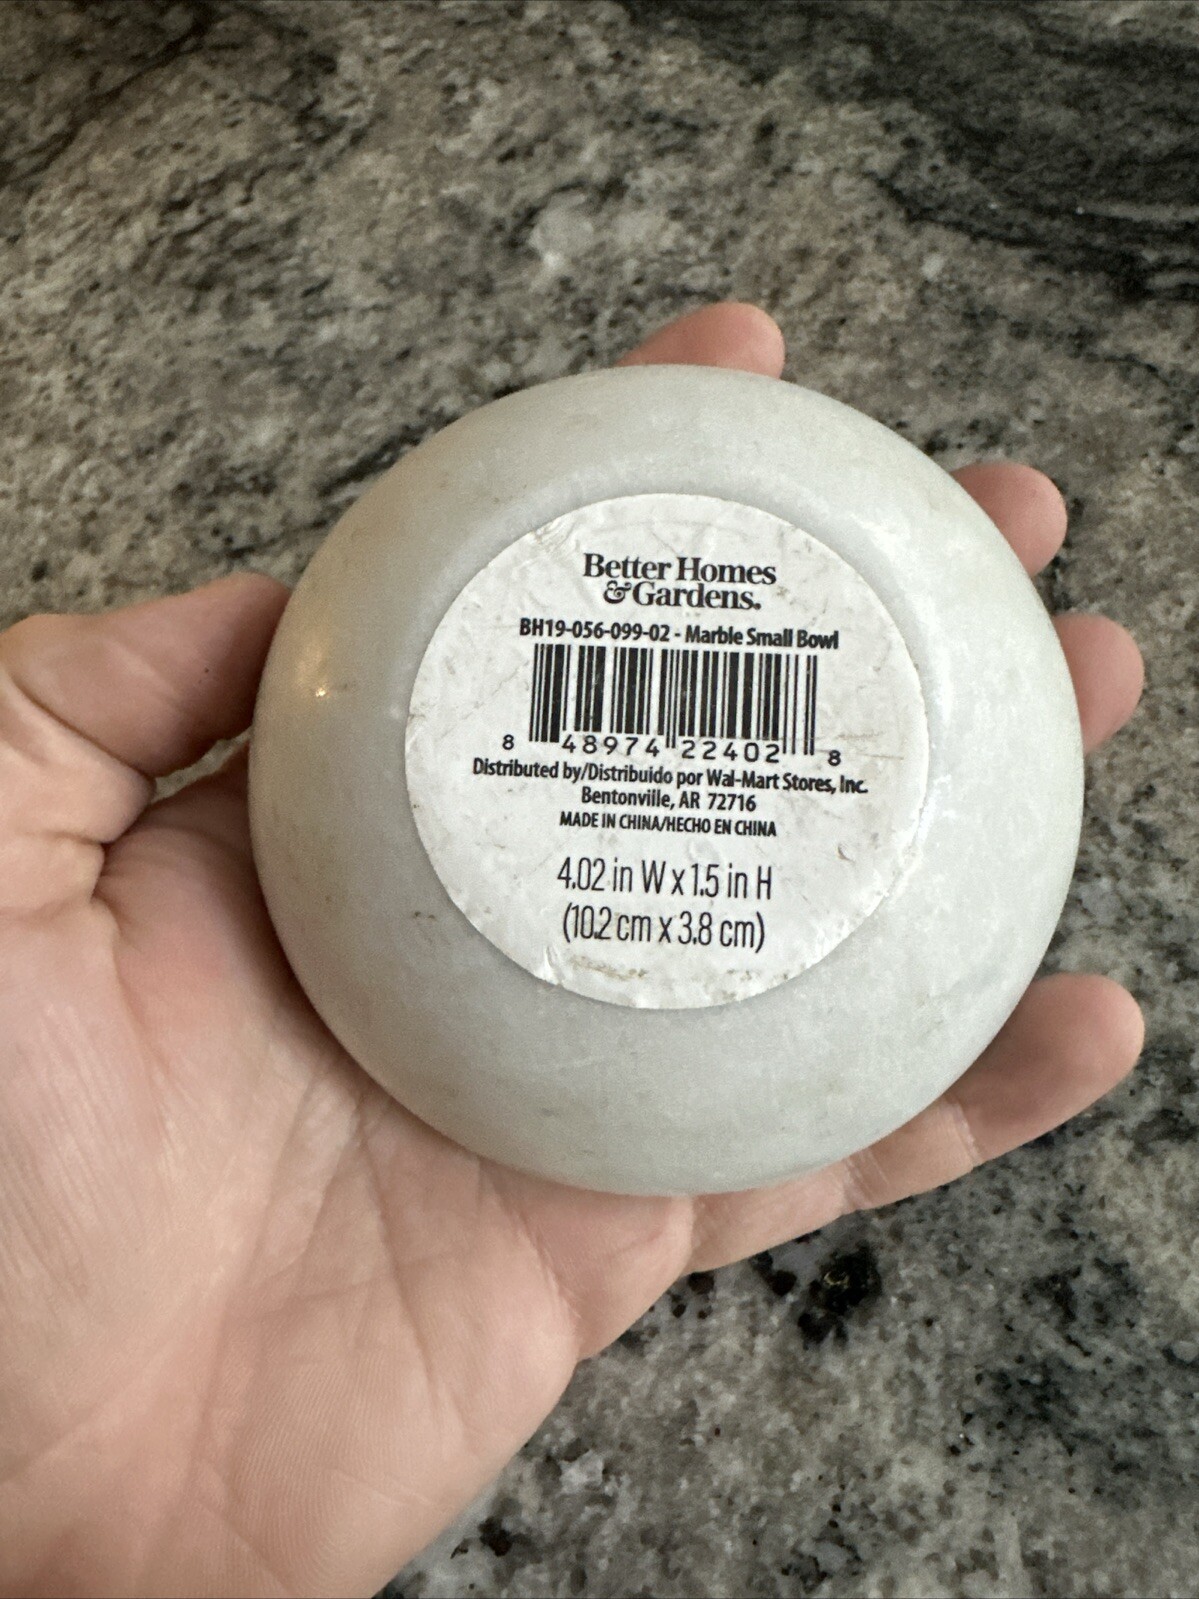 Better Homes
& Gardens.
BH19-056-099-02 - Marble Small Bowl
8 48974 22402 8
Distributed by/Distribuido por Wal-Mart Stores, Inc.
Bentonville, AR 72716
MADE IN CHINA/HECHO EN CHINA
4.02 in W x 1.5 in H
(10.2 cm x 3.8 cm)